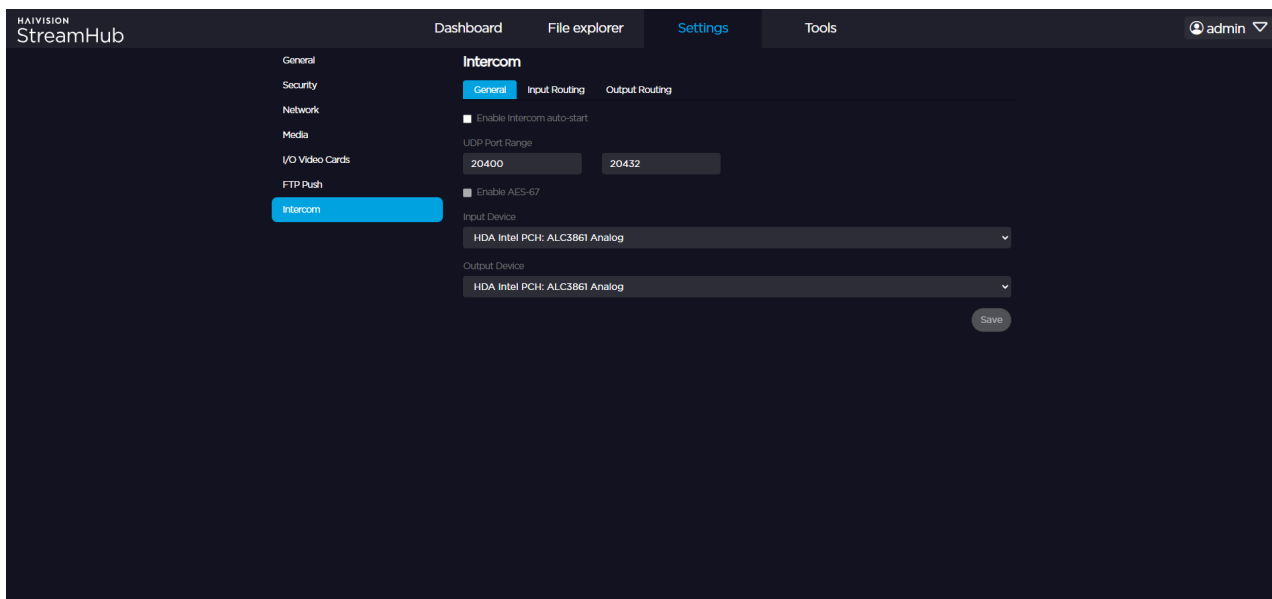 HAIVISION
StreamHub
Dashboard File explorer Settings Tools
admin
General
Security
Network
Media
I/O Video Cards
FTP Push
Intercom
Intercom
General Input Routing Output Routing
Enable Intercom auto-start
UDP Port Range
20400 20432
Enable AES-67
Input Device
HDA Intel PCH: ALC3861 Analog
Output Device
HDA Intel PCH: ALC3861 Analog
Save